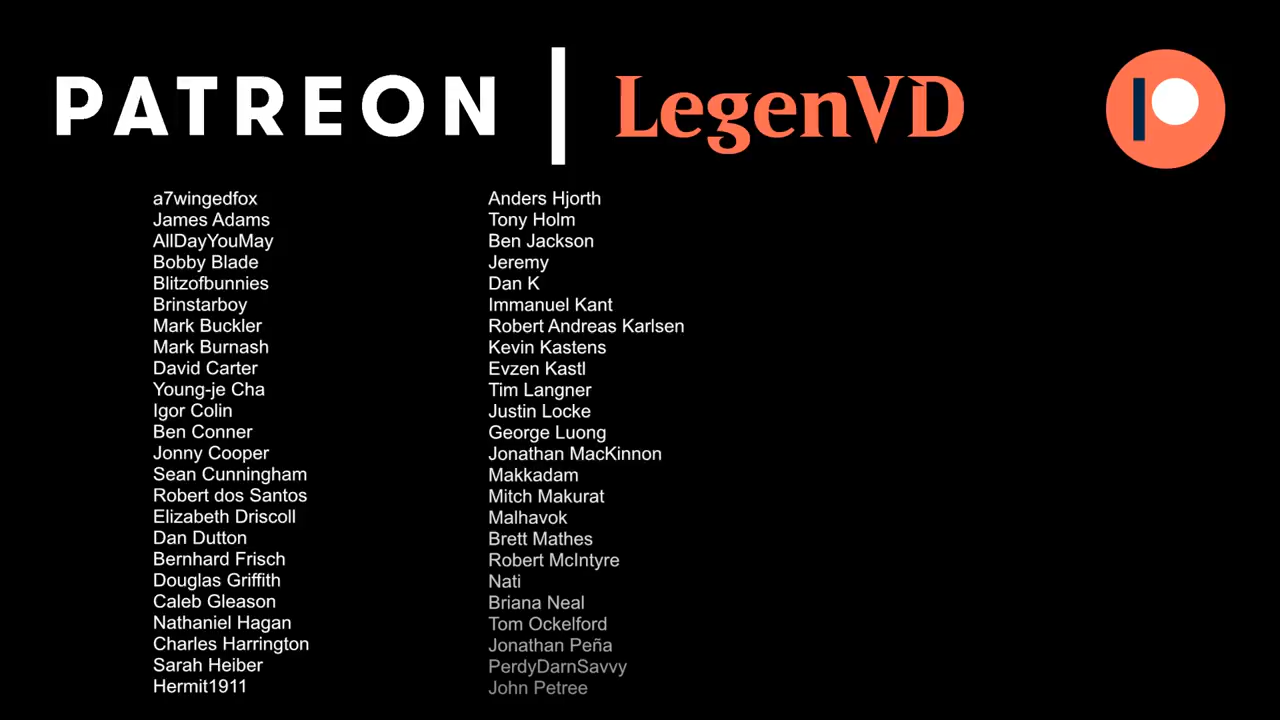 PATREON | LegenVD
a7wingedfox
James Adams
AllDayYouMay
Bobby Blade
Blitzofbunnies
Brinstarboy
Mark Buckler
Mark Burnash
David Carter
Young-je Cha
Igor Colin
Ben Conner
Jonny Cooper
Sean Cunningham
Robert dos Santos
Elizabeth Driscoll
Dan Dutton
Bernhard Frisch
Douglas Griffith
Caleb Gleason
Nathaniel Hagan
Charles Harrington
Sarah Heiber
Hermit1911
Anders Hjorth
Tony Holm
Ben Jackson
Jeremy
Dan K
Immanuel Kant
Robert Andreas Karlsen
Kevin Kastens
Evzen Kastl
Tim Langner
Justin Locke
George Luong
Jonathan MacKinnon
Makkadam
Mitch Makurat
Malhavok
Brett Mathes
Robert McIntyre
Nati
Briana Neal
Tom Ockelford
Jonathan Peña
PerdyDarnSavvy
John Petree